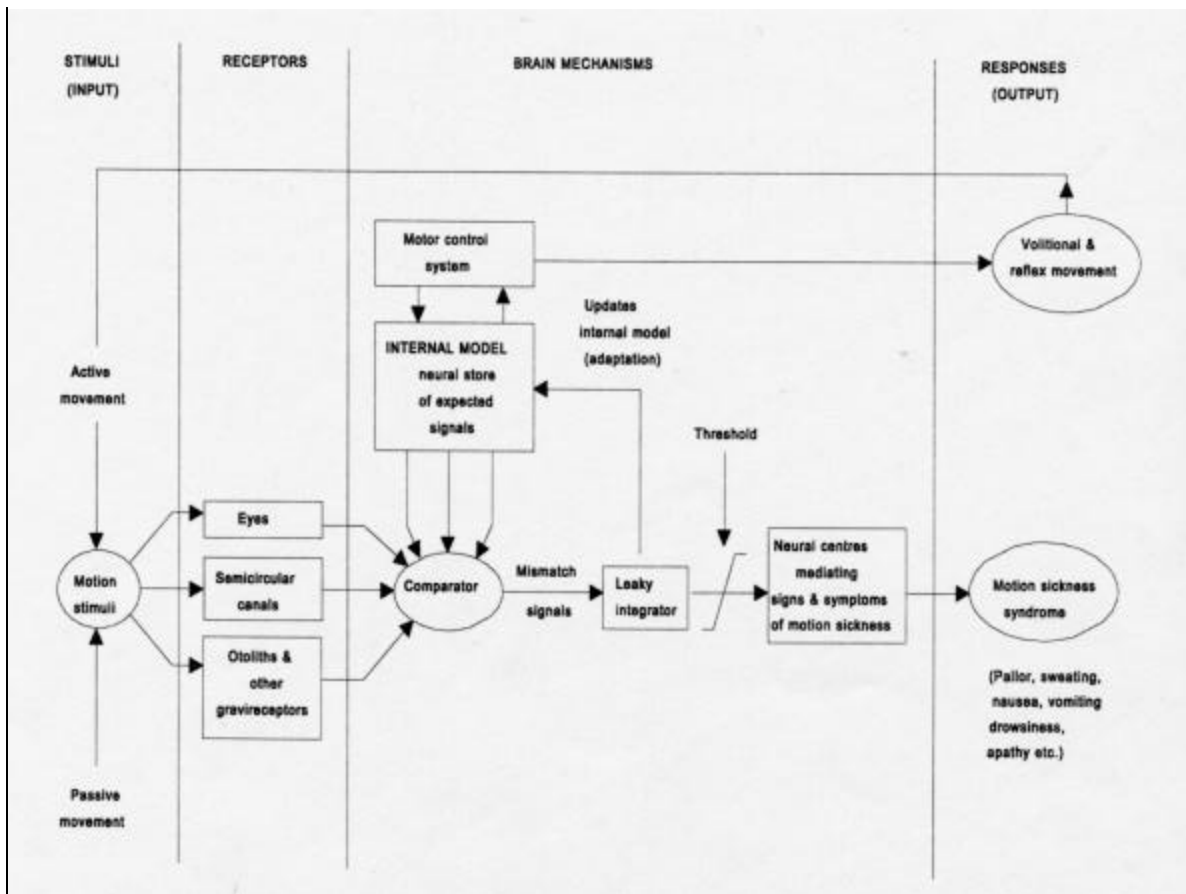 STIMULI
(INPUT)
RECEPTORS
BRAIN MECHANISMS
RESPONSES
(OUTPUT)
Motor control
system
Volitional &
reflex movement
Updates
internal model
(adaptation)
INTERNAL MODEL
neural store
of expected
signals
Active
movement
Threshold
Eyes
Semicircular
canals
Otoliths &
other
gravireceptors
Motion
stimuli
Comparator
Mismatch
signals
Leaky
integrator
Neural centres
mediating
signs & symptoms
of motion sickness
Motion sickness
syndrome
(Pallor, sweating,
nausea, vomiting
drowsiness,
apathy etc.)
Passive
movement